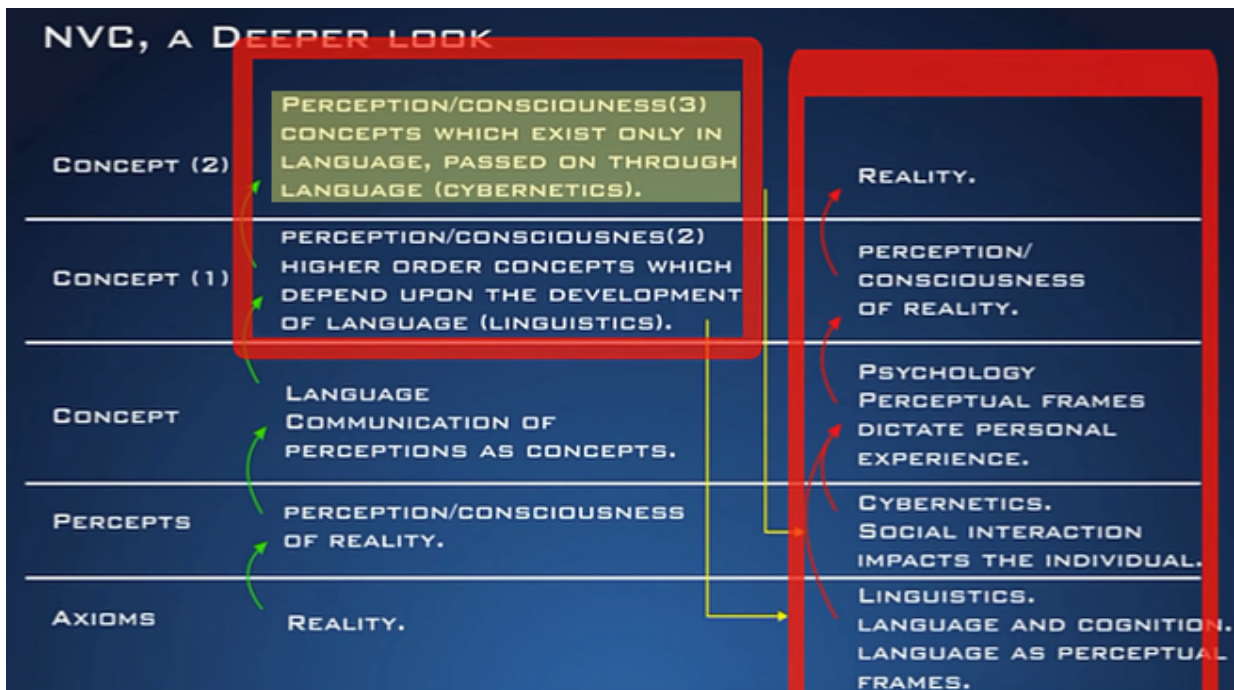 NVC, A DEEPER LOOK
CONCEPT (2)
PERCEPTION/CONSCIOUNESS(3)
CONCEPTS WHICH EXIST ONLY IN
LANGUAGE, PASSED ON THROUGH
LANGUAGE (CYBERNETICS).
REALITY.
CONCEPT (1)
PERCEPTION/CONSCIOUSNES(2)
HIGHER ORDER CONCEPTS WHICH
DEPEND UPON THE DEVELOPMENT
OF LANGUAGE (LINGUISTICS).
PERCEPTION/
CONSCIOUSNESS
OF REALITY.
CONCEPT
LANGUAGE
COMMUNICATION OF
PERCEPTIONS AS CONCEPTS.
PSYCHOLOGY
PERCEPTUAL FRAMES
DICTATE PERSONAL
EXPERIENCE.
PERCEPTS
PERCEPTION/CONSCIOUSNESS
OF REALITY.
CYBERNETICS.
SOCIAL INTERACTION
IMPACTS THE INDIVIDUAL.
AXIOMS
REALITY.
LINGUISTICS.
LANGUAGE AND COGNITION.
LANGUAGE AS PERCEPTUAL
FRAMES.